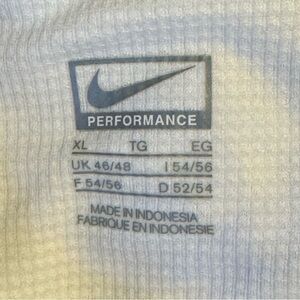 PERFORMANCE
XL TG EG
UK 46/48 I 54/56
F 54/56 D 52/54
MADE IN INDONESIA
FABRIQUE EN INDONESIE